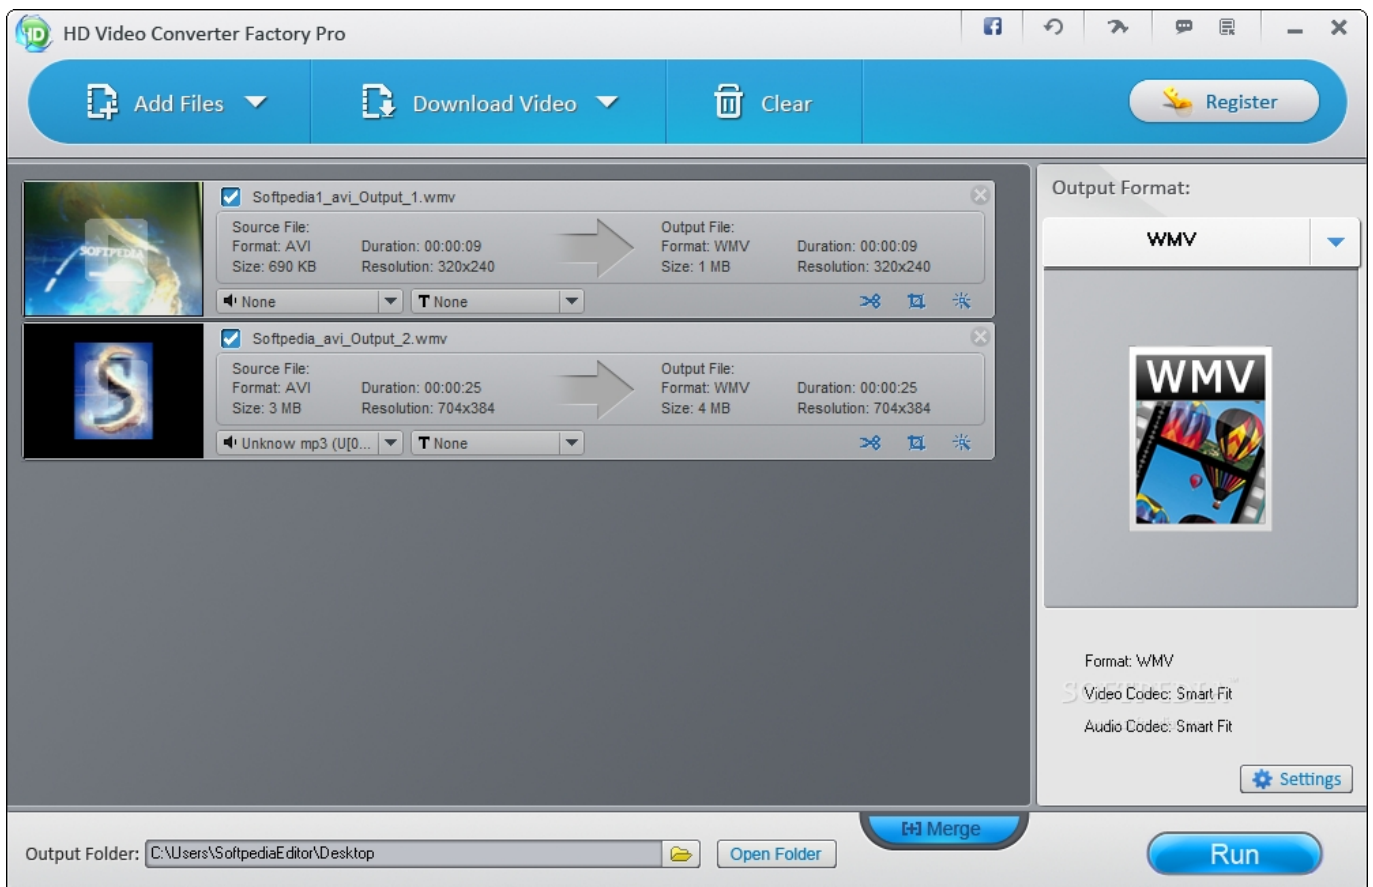 HD Video Converter Factory Pro
Add Files
Download Video
Clear
Register
Softpedia1_avi_Output_1.wmv
Source File:
Format: AVI Duration: 00:00:09
Size: 690 KB Resolution: 320x240
Output File:
Format: WMV Duration: 00:00:09
Size: 1 MB Resolution: 320x240
None
T None
SOFTPEDIA
Softpedia_avi_Output_2.wmv
Source File:
Format: AVI Duration: 00:00:25
Size: 3 MB Resolution: 704x384
Output File:
Format: WMV Duration: 00:00:25
Size: 4 MB Resolution: 704x384
Unknow mp3 (U[0...
T None
S
Output Format:
WMV
WMV
Format: WMV
SOFTPEDIA
Video Codec: Smart Fit
Audio Codec: Smart Fit
Settings
[+] Merge
Output Folder: C:\Users\SoftpediaEditor\Desktop
Open Folder
Run